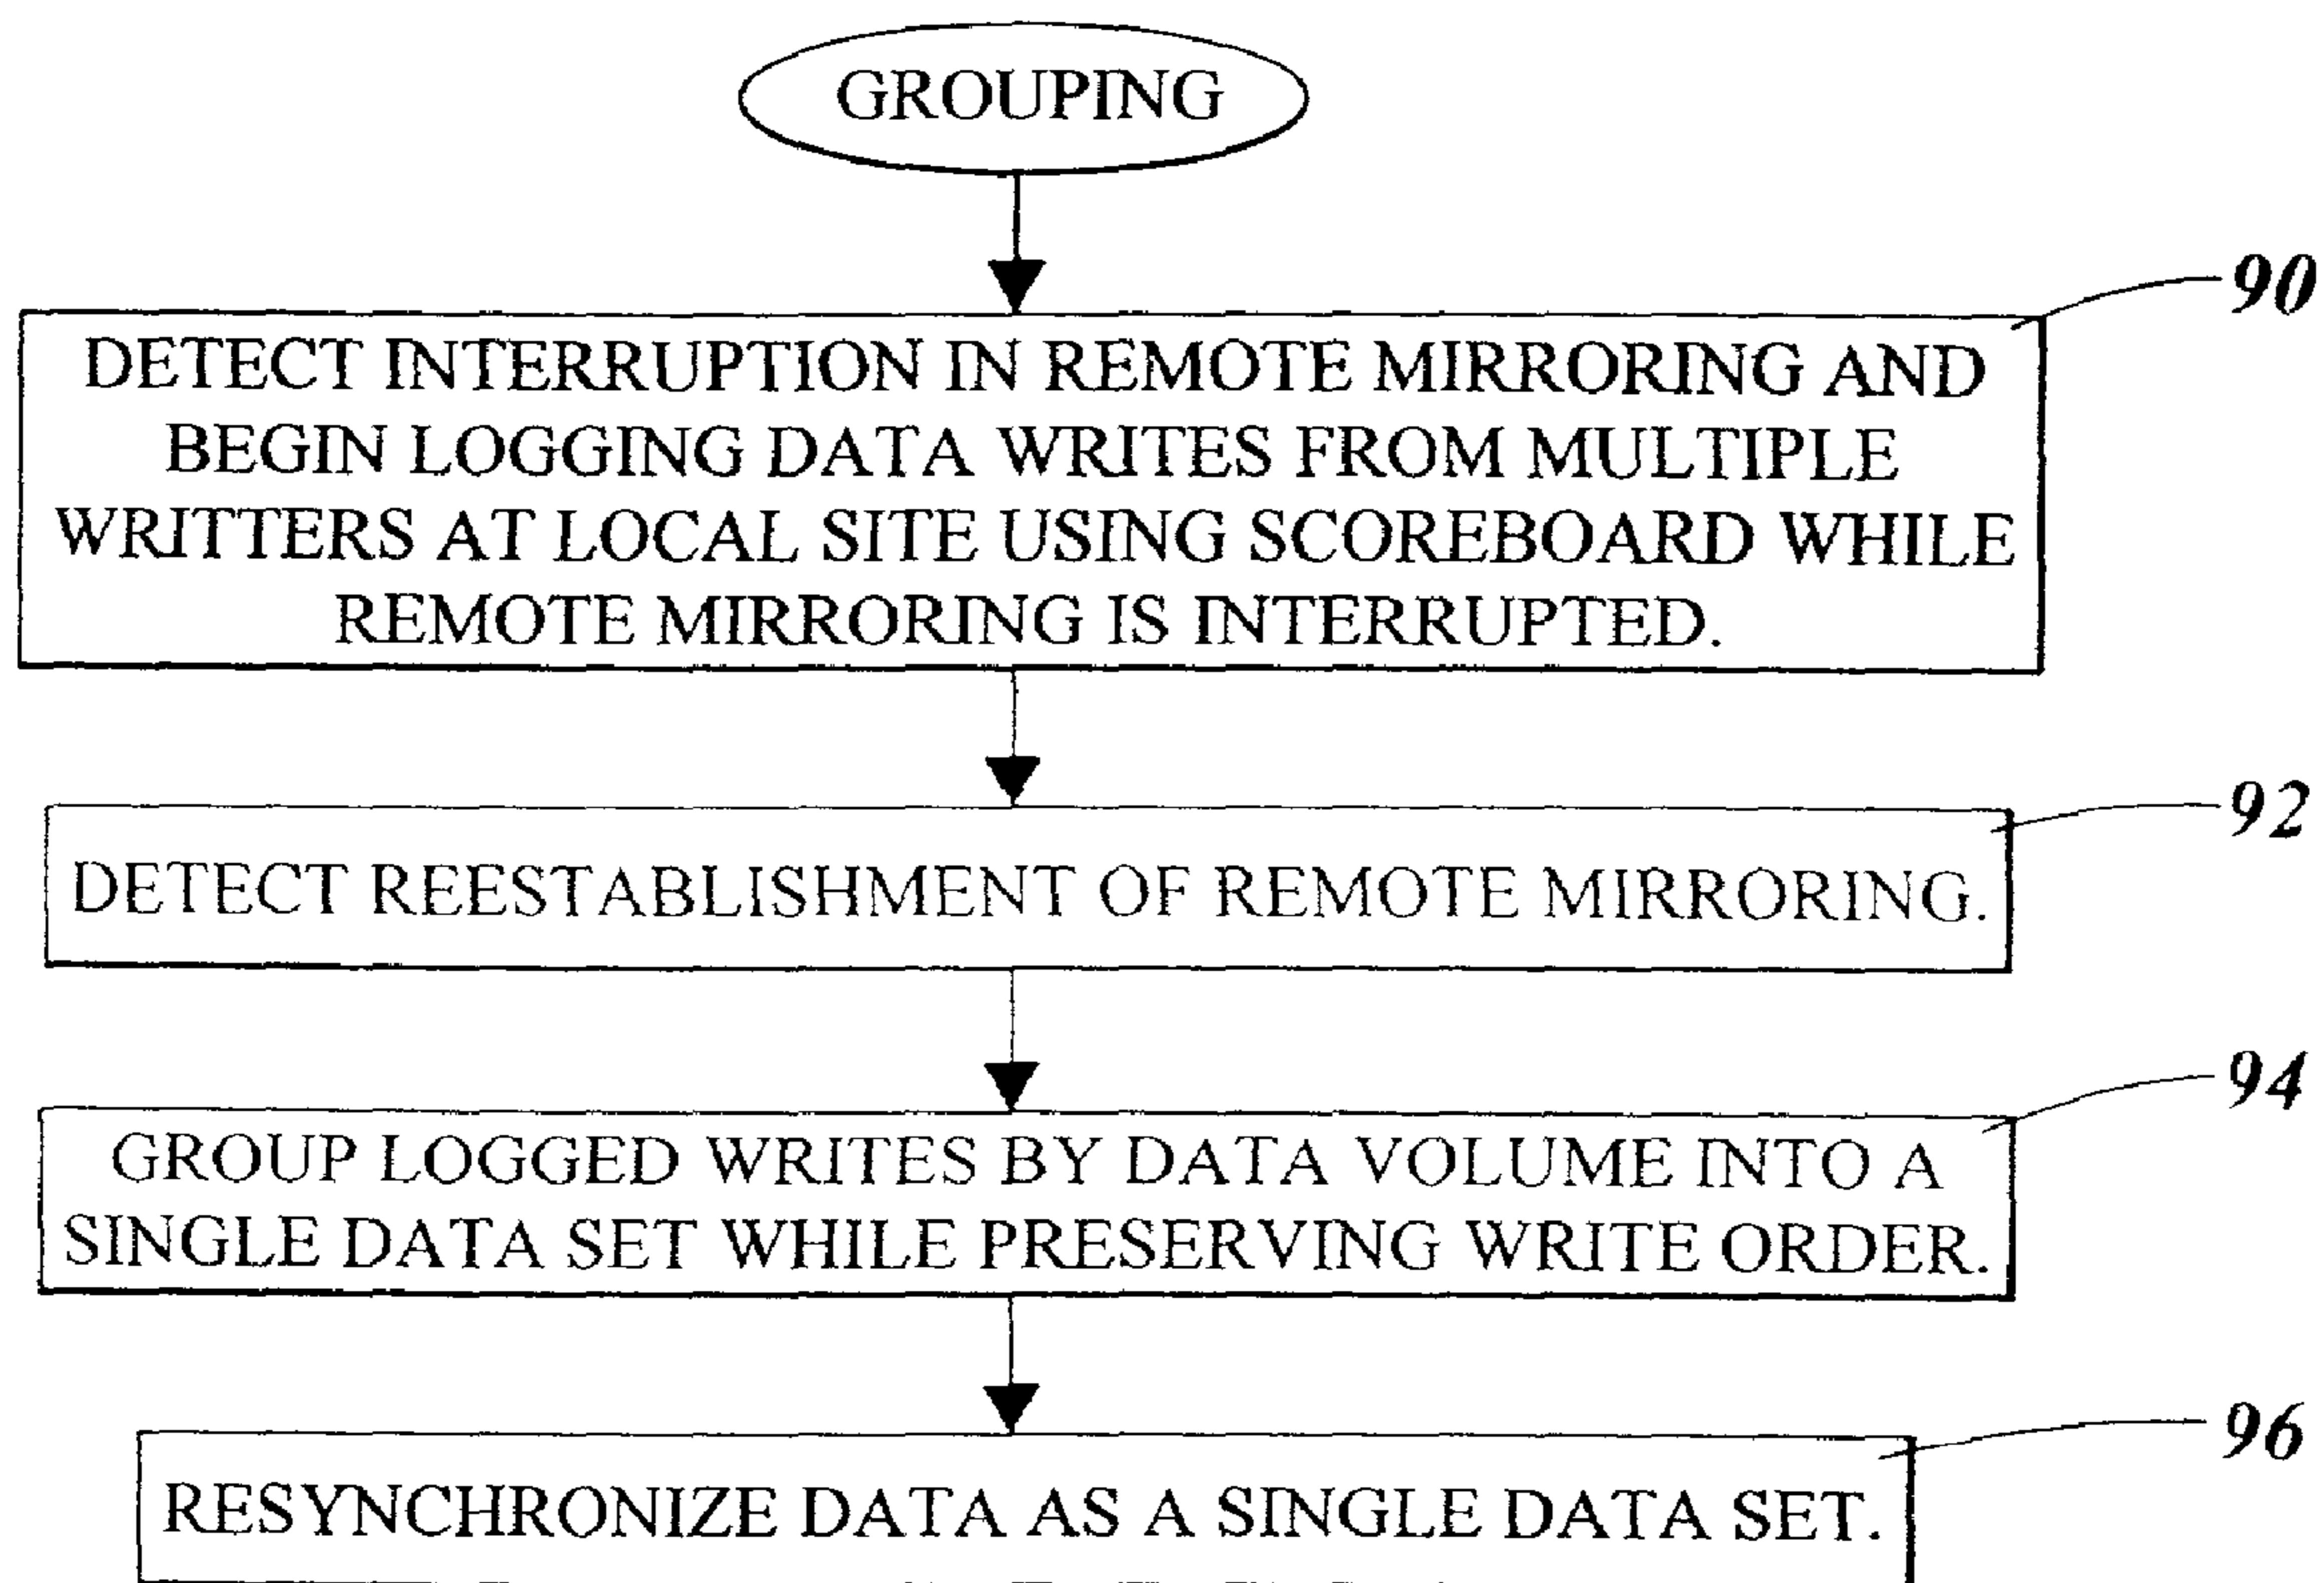 GROUPING
90
DETECT INTERRUPTION IN REMOTE MIRRORING AND
BEGIN LOGGING DATA WRITES FROM MULTIPLE
WRITTERS AT LOCAL SITE USING SCOREBOARD WHILE
REMOTE MIRRORING IS INTERRUPTED.
92
DETECT REESTABLISHMENT OF REMOTE MIRRORING.
94
GROUP LOGGED WRITES BY DATA VOLUME INTO A
SINGLE DATA SET WHILE PRESERVING WRITE ORDER.
96
RESYNCHRONIZE DATA AS A SINGLE DATA SET.